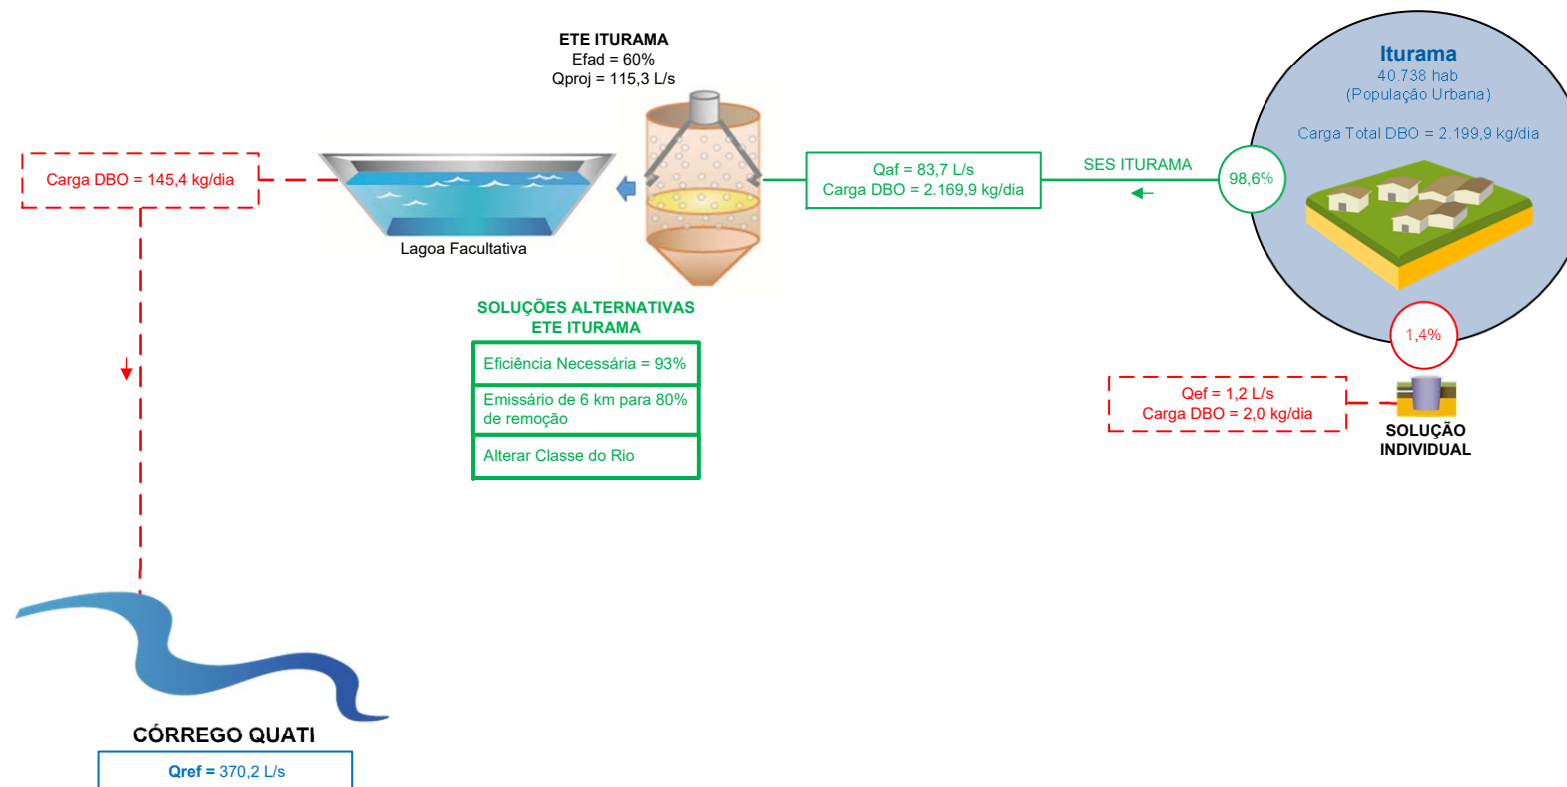 ETE ITURAMA
Efad = 60%
Qproj = 115,3 L/s
Iturama
40.738 hab
(População Urbana)
Carga Total DBO = 2.199,9 kg/dia
Carga DBO = 145,4 kg/dia
Qaf = 83,7 L/s
Carga DBO = 2.169,9 kg/dia
SES ITURAMA
98,6%
Lagoa Facultativa
SOLUÇÕES ALTERNATIVAS
ETE ITURAMA
Eficiência Necessária = 93%
Emissário de 6 km para 80%
de remoção
Alterar Classe do Rio
1,4%
Qef = 1,2 L/s
Carga DBO = 2,0 kg/dia
SOLUÇÃO
INDIVIDUAL
CÓRREGO QUATI
Qref = 370,2 L/s